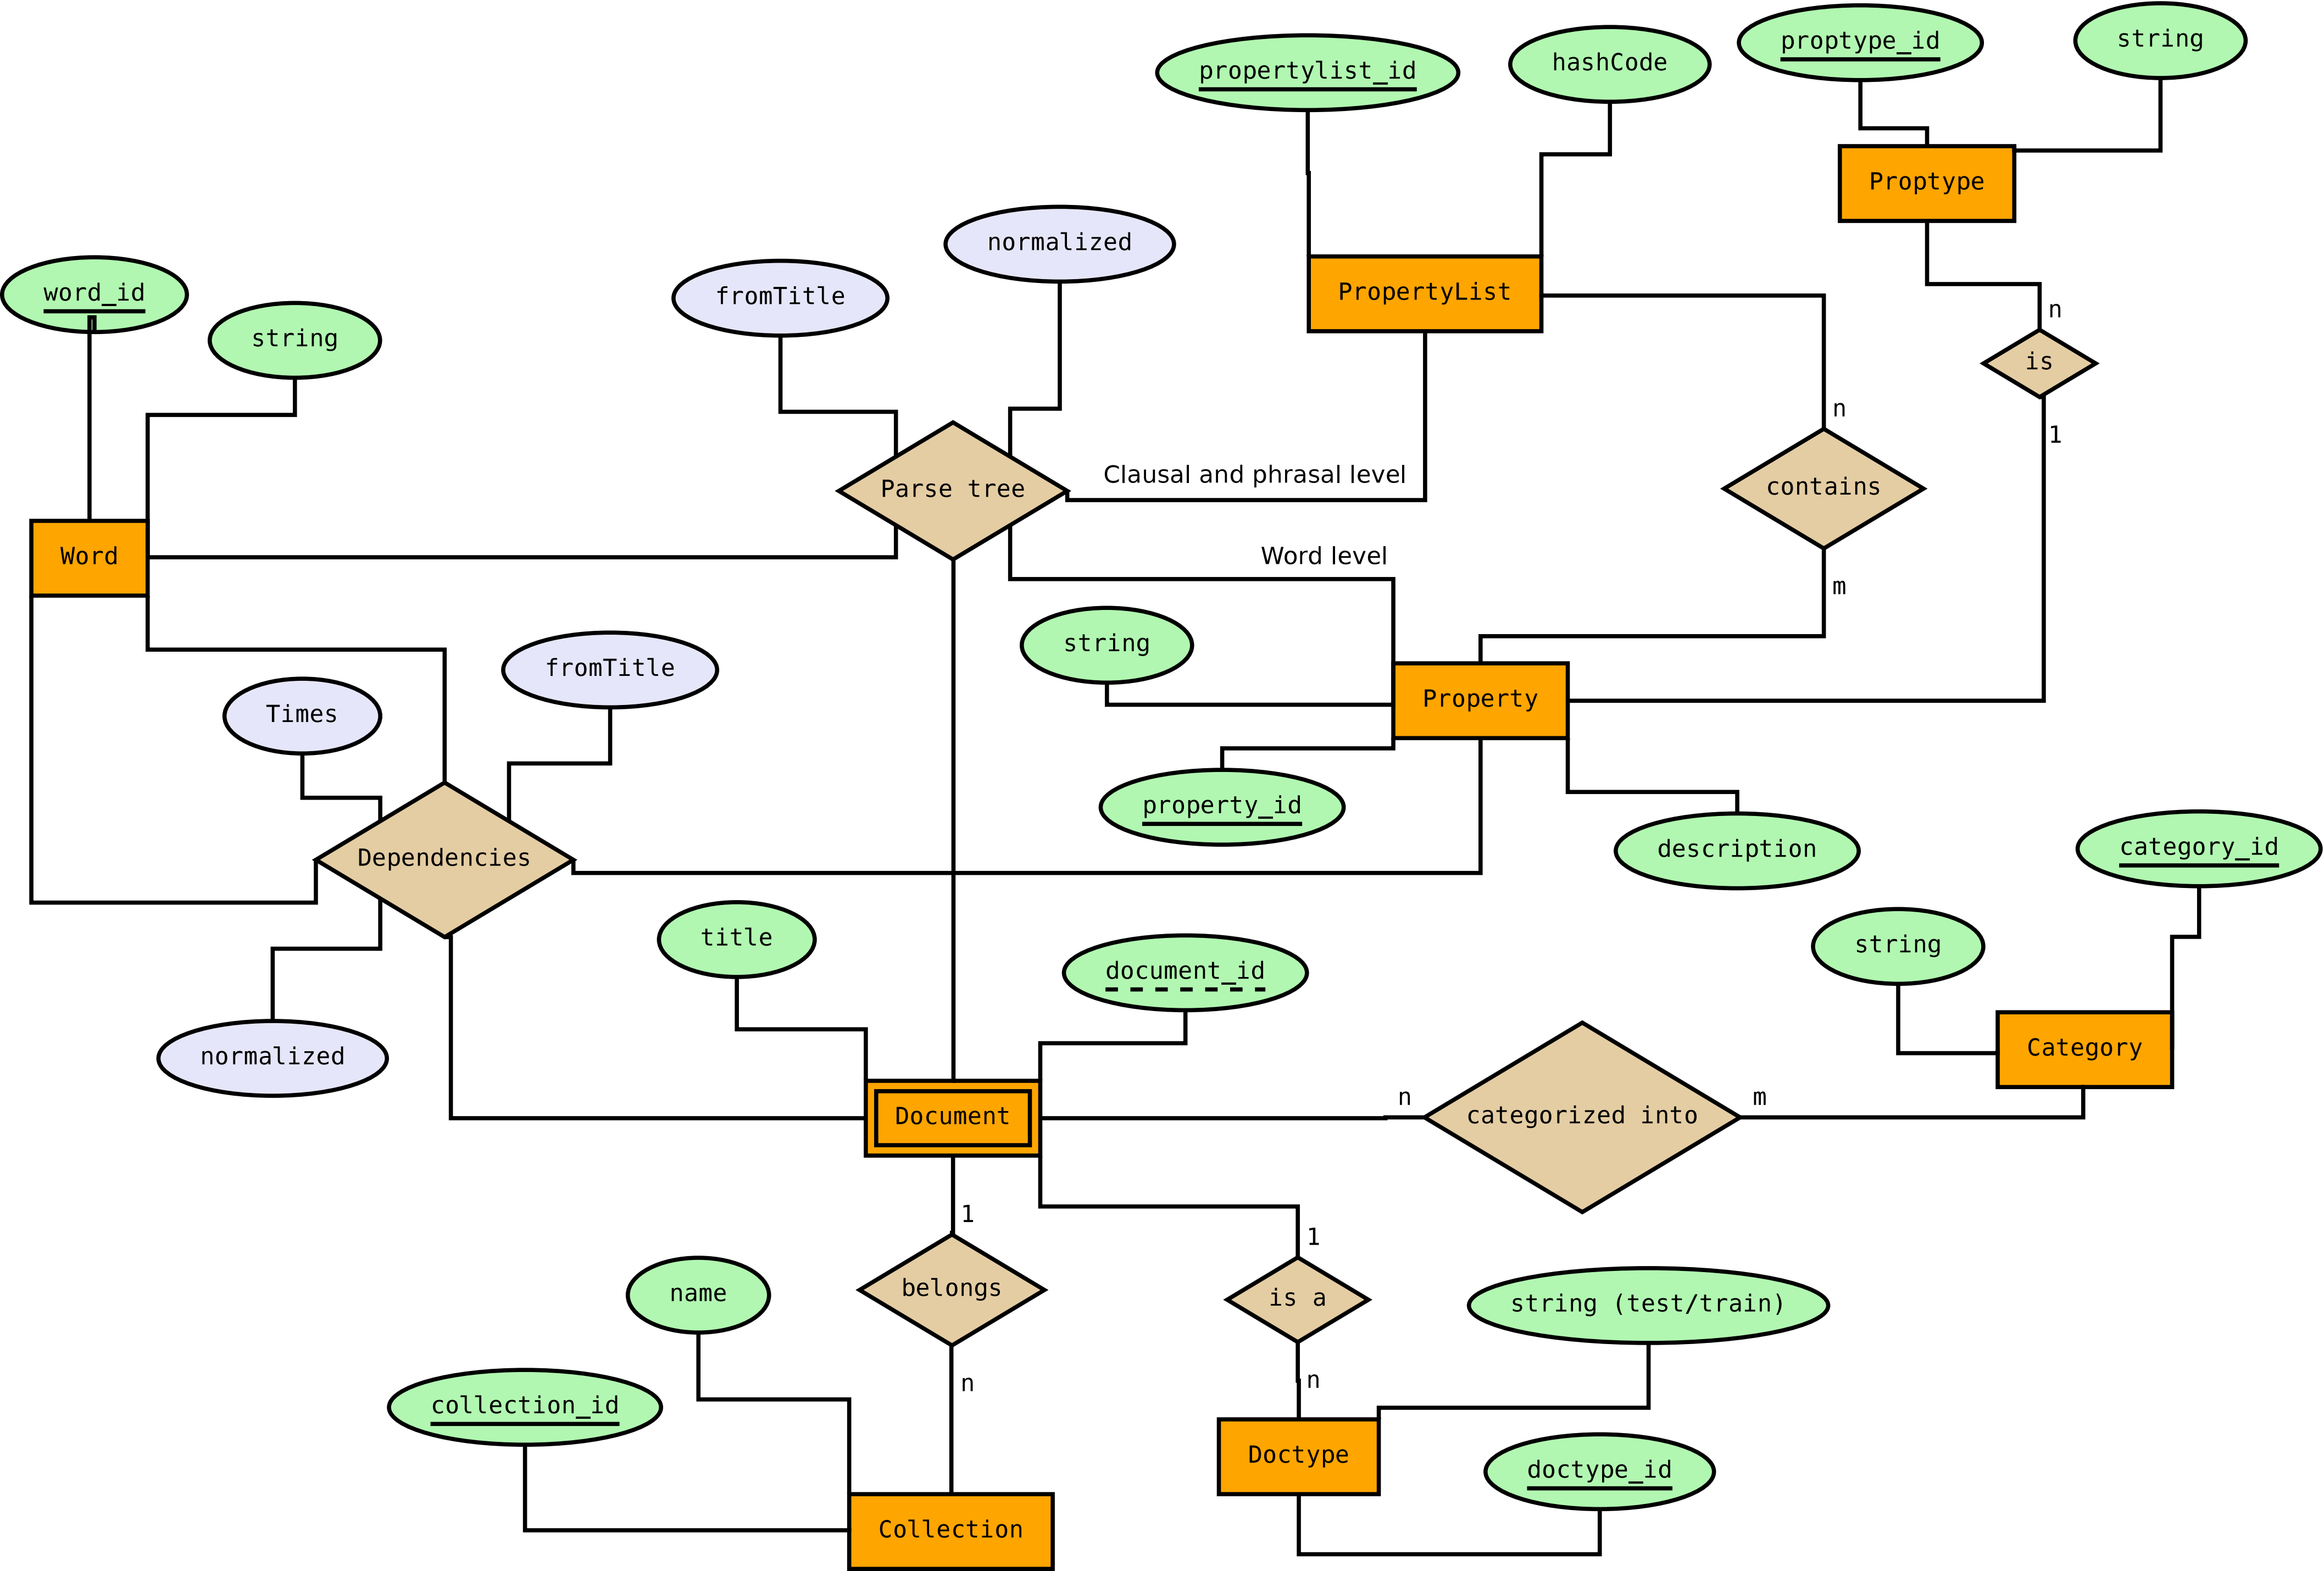 proptype_id
string
propertylist_id
hashCode
Proptype
normalized
fromTitle
PropertyList
word_id
string
n
is
n
1
Clausal and phrasal level
Parse tree
contains
Word
Word level
m
string
fromTitle
Times
Property
property_id
description
Dependencies
category_id
title
string
document_id
normalized
Category
Document
n
categorized into
m
1
1
belongs
is a
name
string (test/train)
n
n
collection_id
Doctype
doctype_id
Collection